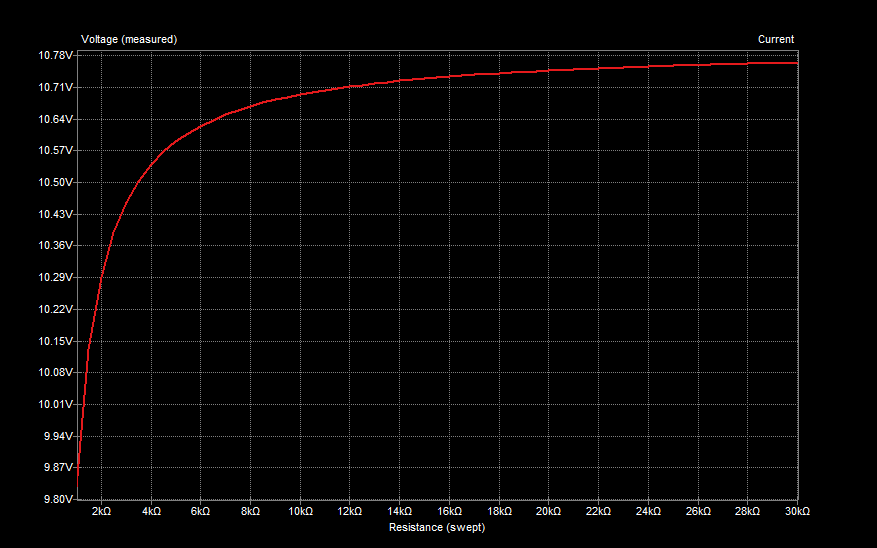 Voltage (measured) Current
10.78V
10.71V
10.64V
10.57V
10.50V
10.43V
10.36V
10.29V
10.22V
10.15V
10.08V
10.01V
9.94V
9.87V
9.80V
2kΩ 4kΩ 6kΩ 8kΩ 10kΩ 12kΩ 14kΩ 16kΩ 18kΩ 20kΩ 22kΩ 24kΩ 26kΩ 28kΩ 30kΩ
Resistance (swept)